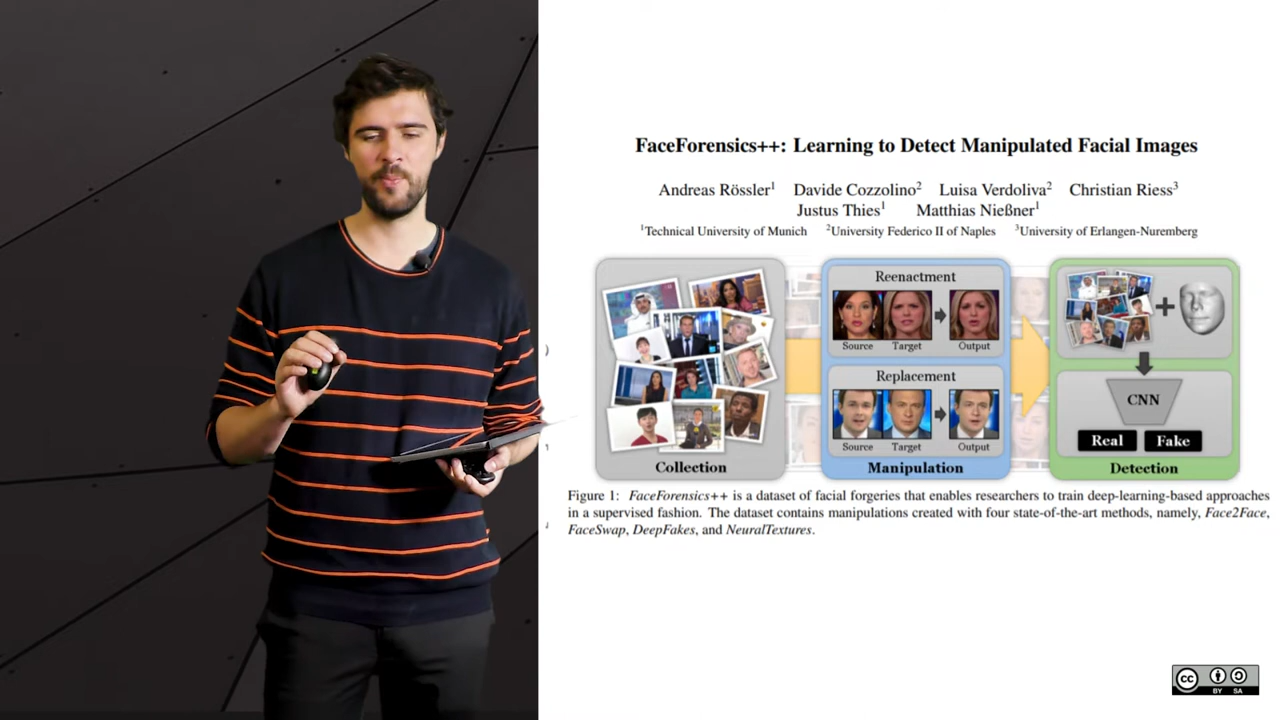 FaceForensics++: Learning to Detect Manipulated Facial Images
Andreas Rössler¹ Davide Cozzolino² Luisa Verdoliva² Christian Riess³
Justus Thies¹ Matthias Nießner¹
¹Technical University of Munich ²University Federico II of Naples ³University of Erlangen-Nuremberg
Collection
Reenactment
Source Target Output
Replacement
Source Target Output
Manipulation
+
CNN
Real Fake
Detection
Figure 1: FaceForensics++ is a dataset of facial forgeries that enables researchers to train deep-learning-based approaches
in a supervised fashion. The dataset contains manipulations created with four state-of-the-art methods, namely, Face2Face,
FaceSwap, DeepFakes, and NeuralTextures.
cc
BY SA